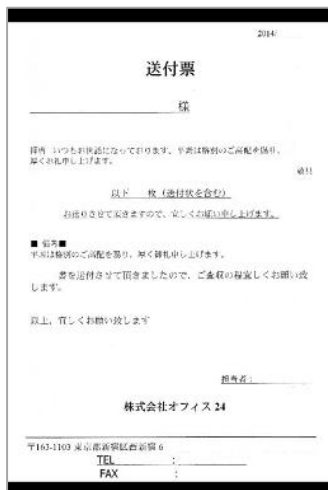 2014/
送付票
様
拝啓 いつもお世話になっております。平素は格別のご高配を賜り、
厚くお礼申し上げます。
敬具
以下 枚（送付状を含む）
お送りさせて頂きますので、宜しくお願い申し上げます。
■ 備考■
平素は格別のご高配を賜り、厚く御礼申し上げます。
書を送付させて頂きましたので、ご査収の程宜しくお願い致
します。
以上、宜しくお願い致します
担当者：
株式会社オフィス 24
〒163-1103 東京都新宿区西新宿 6
TEL :
FAX :